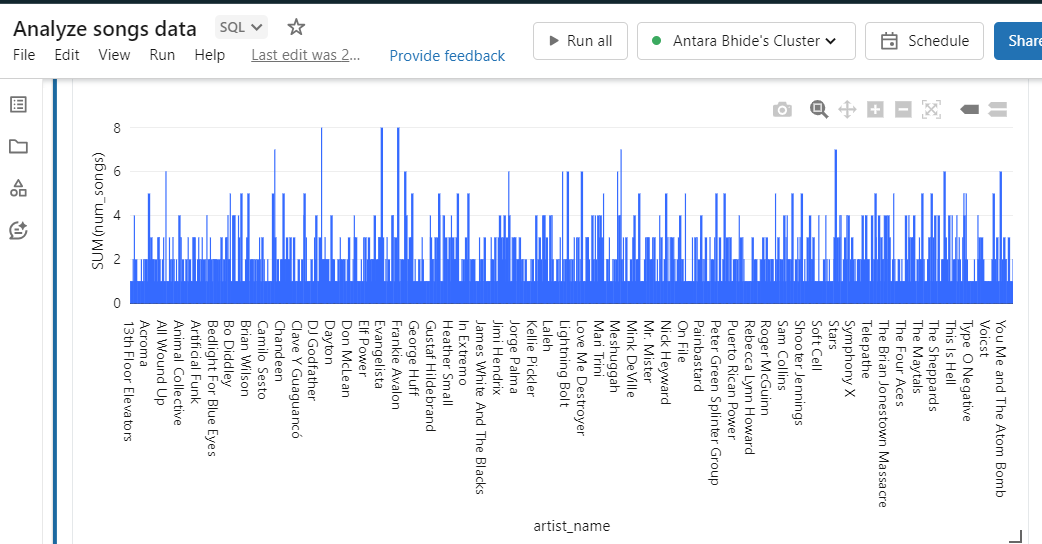 Analyze songs data SQL
File Edit View Run Help Last edit was 2... Provide feedback
Run all
Antara Bhide's Cluster
Schedule
Share
8
6
4
2
0
SUM(num_songs)
13th Floor Elevators
Acroma
All Wound Up
Animal Collective
Artificial Funk
Bedlight For Blue Eyes
Bo Diddley
Brian Wilson
Camilo Sesto
Chandeen
Clave Y Guaguancó
DJ Godfather
Dayton
Don McLean
Elf Power
Evangelista
Frankie Avalon
George Huff
Gustaf Hildebrand
Heather Small
In Extremo
James White And The Blacks
Jimi Hendrix
Jorge Palma
Kellie Pickler
Laleh
Lightning Bolt
Love Me Destroyer
Mari Trini
Meshuggah
Mink DeVille
Mr. Mister
Nick Heyward
On File
Painbastard
Peter Green Splinter Group
Puerto Rican Power
Rebecca Lynn Howard
Roger McGuinn
Sam Collins
Shooter Jennings
Soft Cell
Stars
Symphony X
Telepathe
The Brian Jonestown Massacre
The Four Aces
The Maytals
The Sheppards
This Is Hell
Type O Negative
Voicst
You Me and The Atom Bomb
artist_name